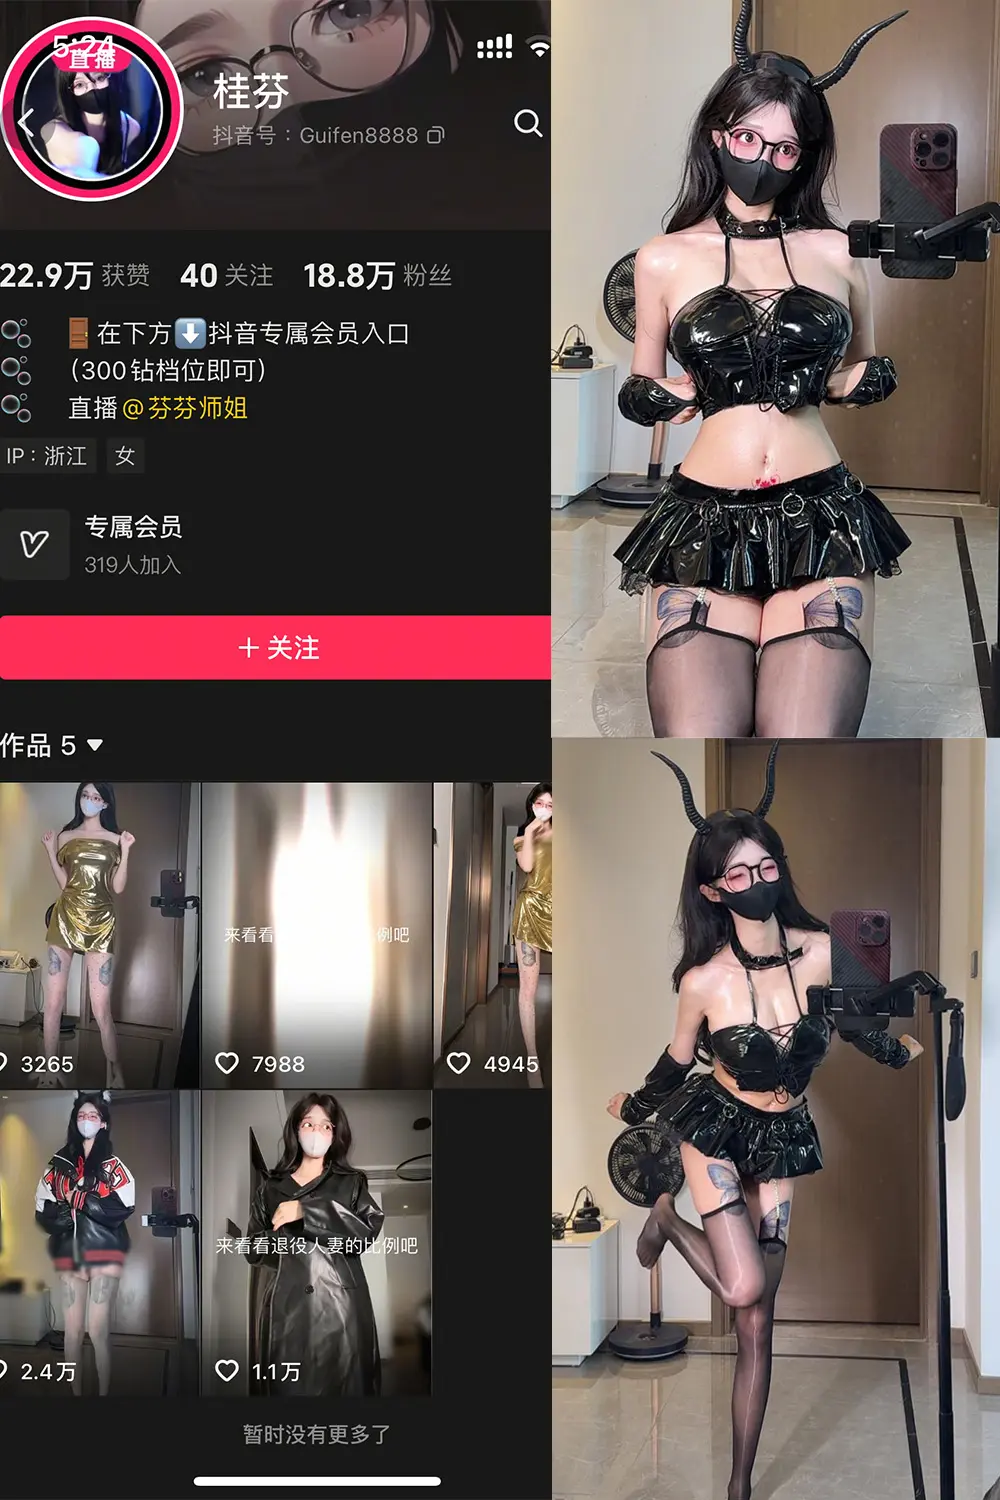 5:24
直播
桂芬
抖音号：Guifen8888
22.9万 获赞 40 关注 18.8万 粉丝
🚪在下方⬇️抖音专属会员入口
（300钻档位即可）
直播@芬芬师姐
IP：浙江 女
专属会员
319人加入
＋关注
作品 5
来看看
例吧
3265
7988
4945
来看看退役人妻的比例吧
2.4万
1.1万
暂时没有更多了